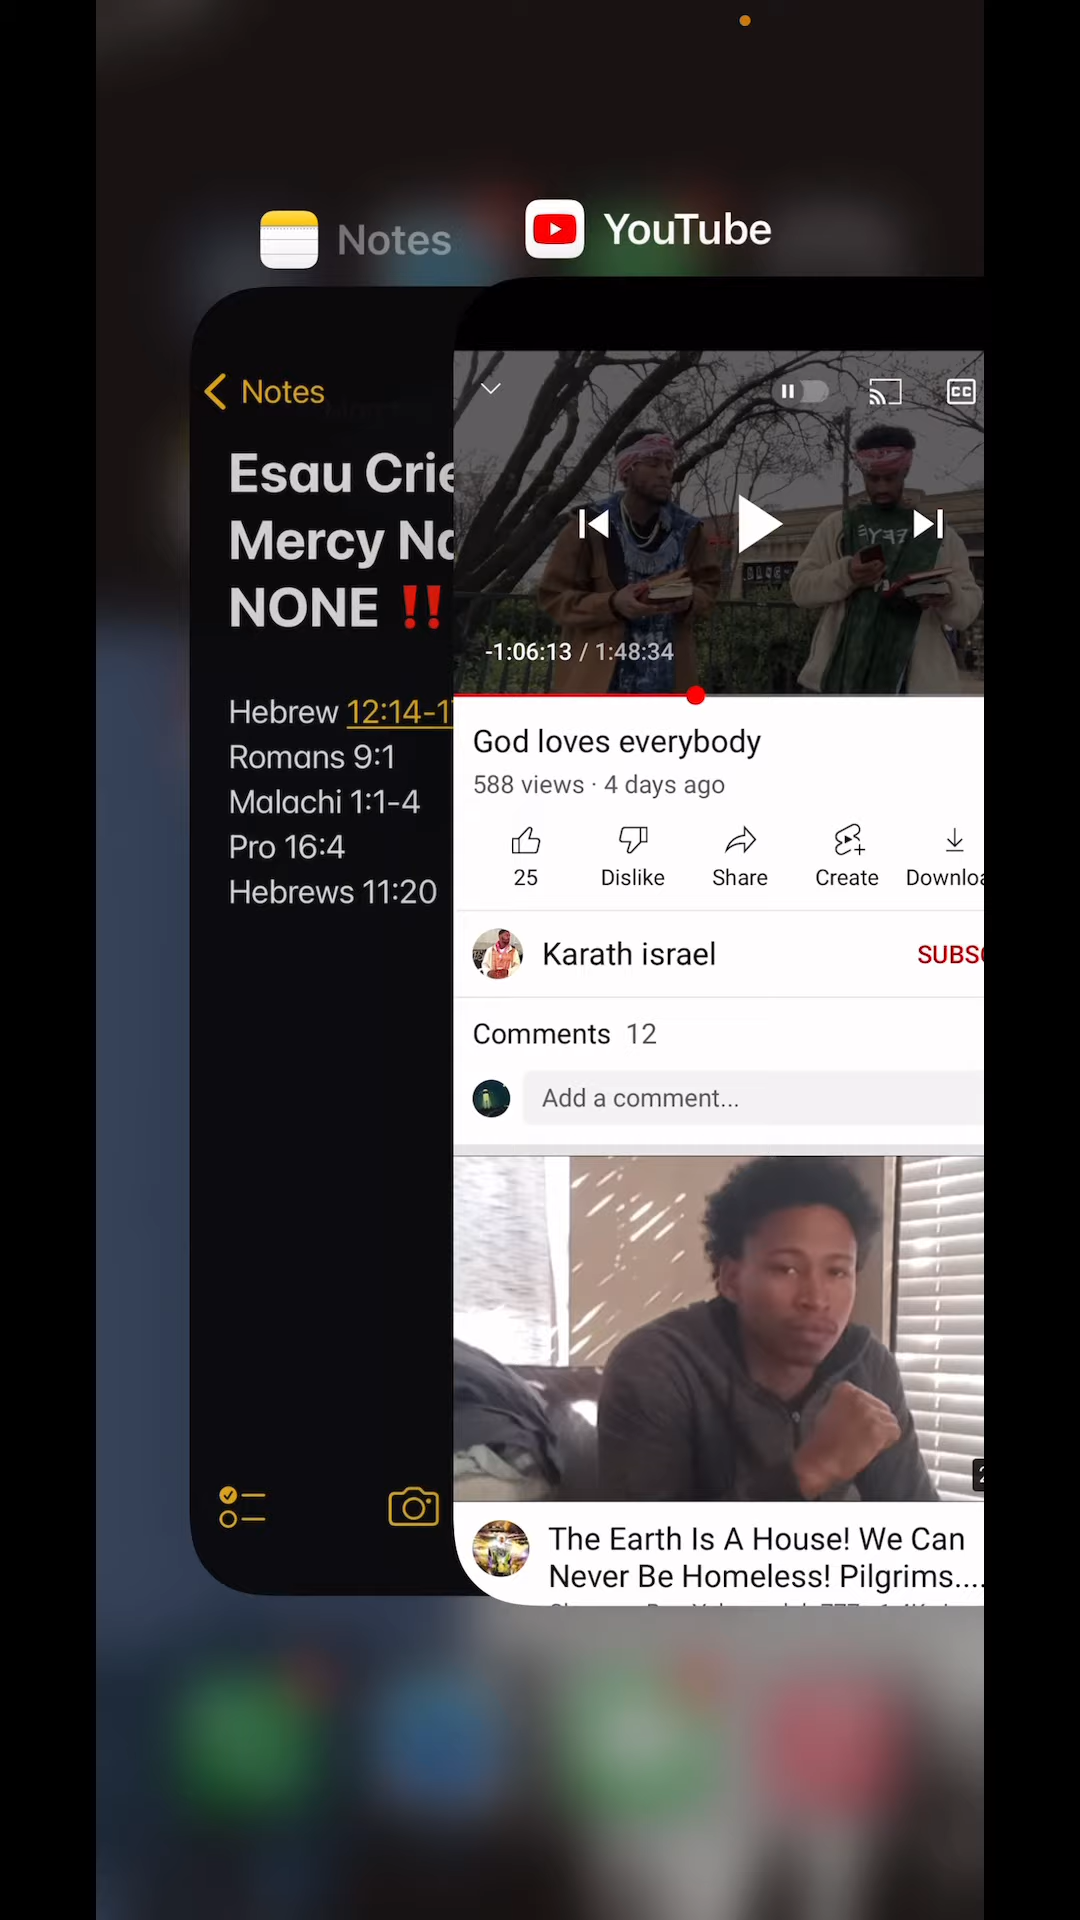 Notes
YouTube
Notes
Esau Crie
Mercy No
NONE ‼️
Hebrew 12:14-1
Romans 9:1
Malachi 1:1-4
Pro 16:4
Hebrews 11:20
CC
-1:06:13 / 1:48:34
God loves everybody
588 views · 4 days ago
25
Dislike
Share
Create
Downloa
Karath israel
SUBSC
Comments 12
Add a comment...
The Earth Is A House! We Can
Never Be Homeless! Pilgrims....